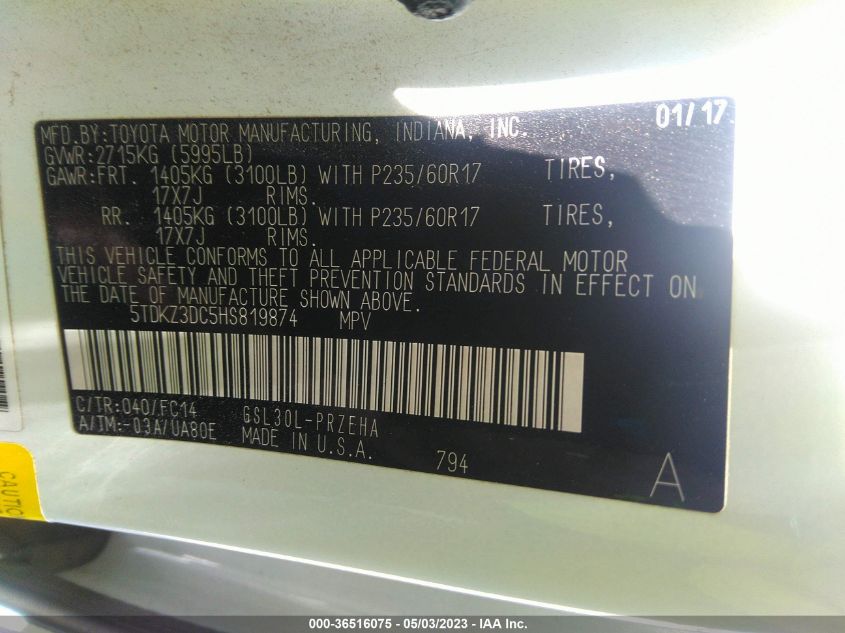 01/17
MFD.BY:TOYOTA MOTOR MANUFACTURING, INDIANA, INC.
GVWR:2715KG (5995LB)
GAWR:FRT. 1405KG (3100LB) WITH P235/60R17 TIRES,
17X7J RIMS.
RR. 1405KG (3100LB) WITH P235/60R17 TIRES,
17X7J RIMS.
THIS VEHICLE CONFORMS TO ALL APPLICABLE FEDERAL MOTOR
VEHICLE SAFETY AND THEFT PREVENTION STANDARDS IN EFFECT ON
THE DATE OF MANUFACTURE SHOWN ABOVE.
5TDKZ3DC5HS819874 MPV
C/TR:040/FC14 GSL30L-PRZEHA
A/TM:-03A/UA80E MADE IN U.S.A.
794
A
000-36516075 - 05/03/2023 - IAA Inc.